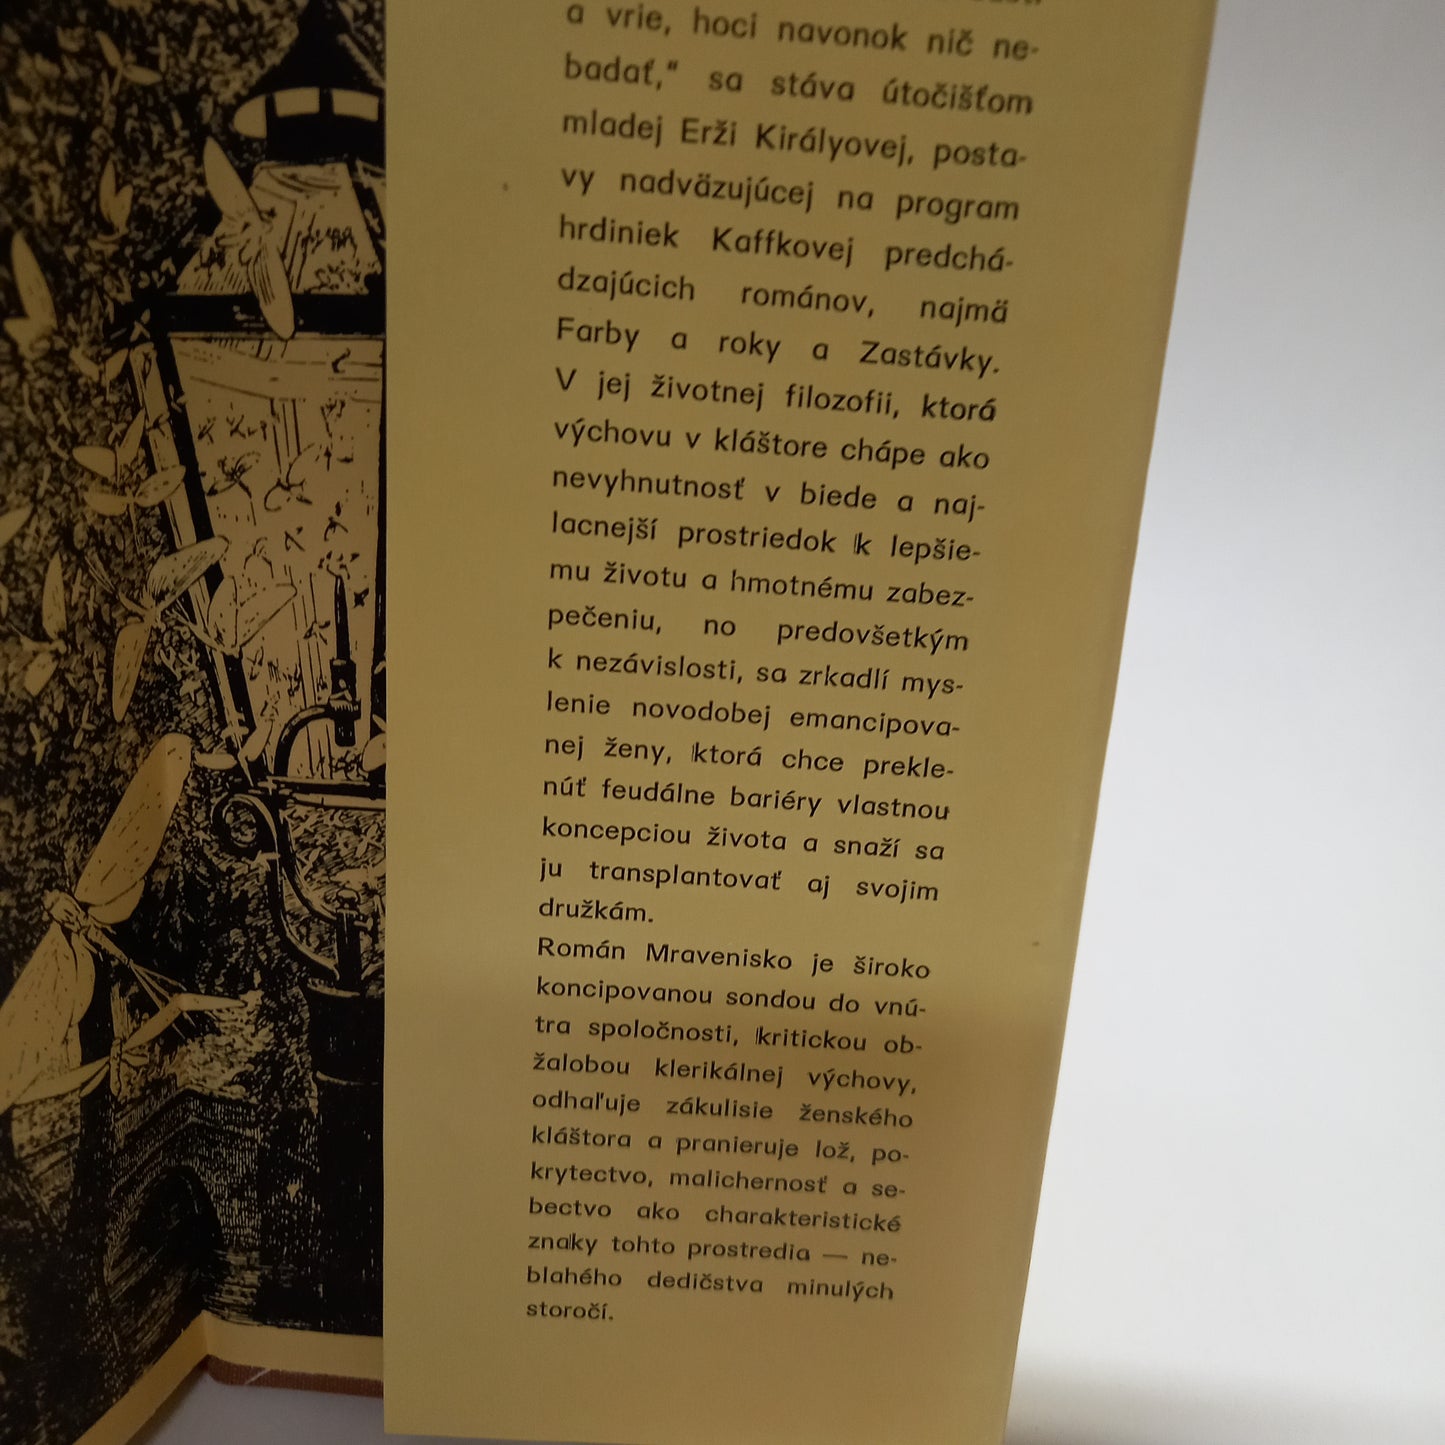 a vrie, hoci navonok nič ne-
badať,“ sa stáva útočišťom
mladej Erži Királyovej, posta-
vy nadväzujúcej na program
hrdiniek Kaffkovej predchá-
dzajúcich románov, najmä
Farby a roky a Zastávky.
V jej životnej filozofii, ktorá
výchovu v kláštore chápe ako
nevyhnutnosť v biede a naj-
lacnejší prostriedok k lepšie-
mu životu a hmotnému zabez-
pečeniu, no predovšetkým
k nezávislosti, sa zrkadlí mys-
lenie novodobej emancipova-
nej ženy, ktorá chce prekle-
núť feudálne bariéry vlastnou
koncepciou života a snaží sa
ju transplantovať aj svojim
družkám.
Román Mravenisko je široko
koncipovanou sondou do vnú-
tra spoločnosti, kritickou ob-
žalobou klerikálnej výchovy,
odhaľuje zákulisie ženského
kláštora a pranieruje lož, po-
krytectvo, malichernosť a se-
bectvo ako charakteristické
znaky tohto prostredia — ne-
blahého dedičstva minulých
storočí.